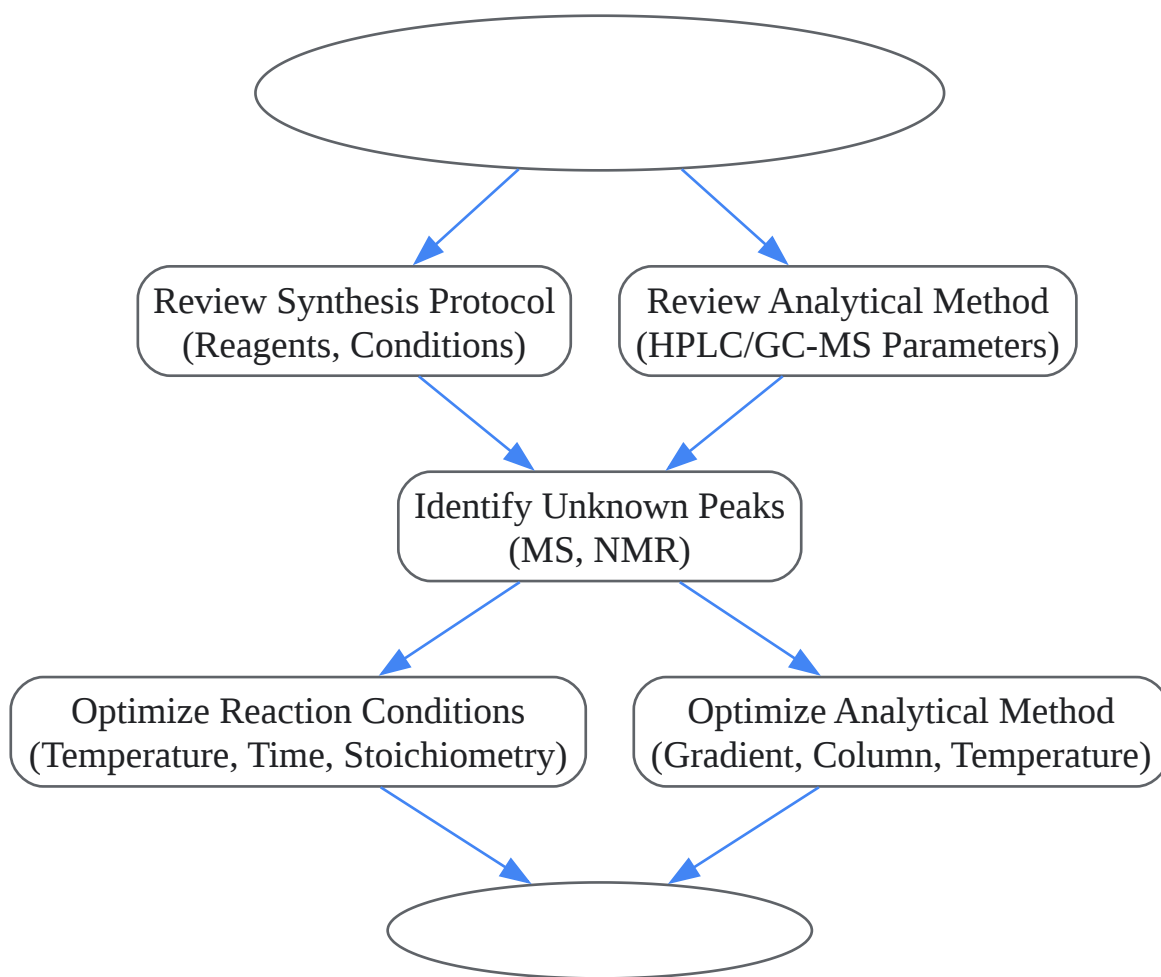 Review Synthesis Protocol
(Reagents, Conditions)
Review Analytical Method
(HPLC/GC-MS Parameters)
Identify Unknown Peaks
(MS, NMR)
Optimize Reaction Conditions
(Temperature, Time, Stoichiometry)
Optimize Analytical Method
(Gradient, Column, Temperature)